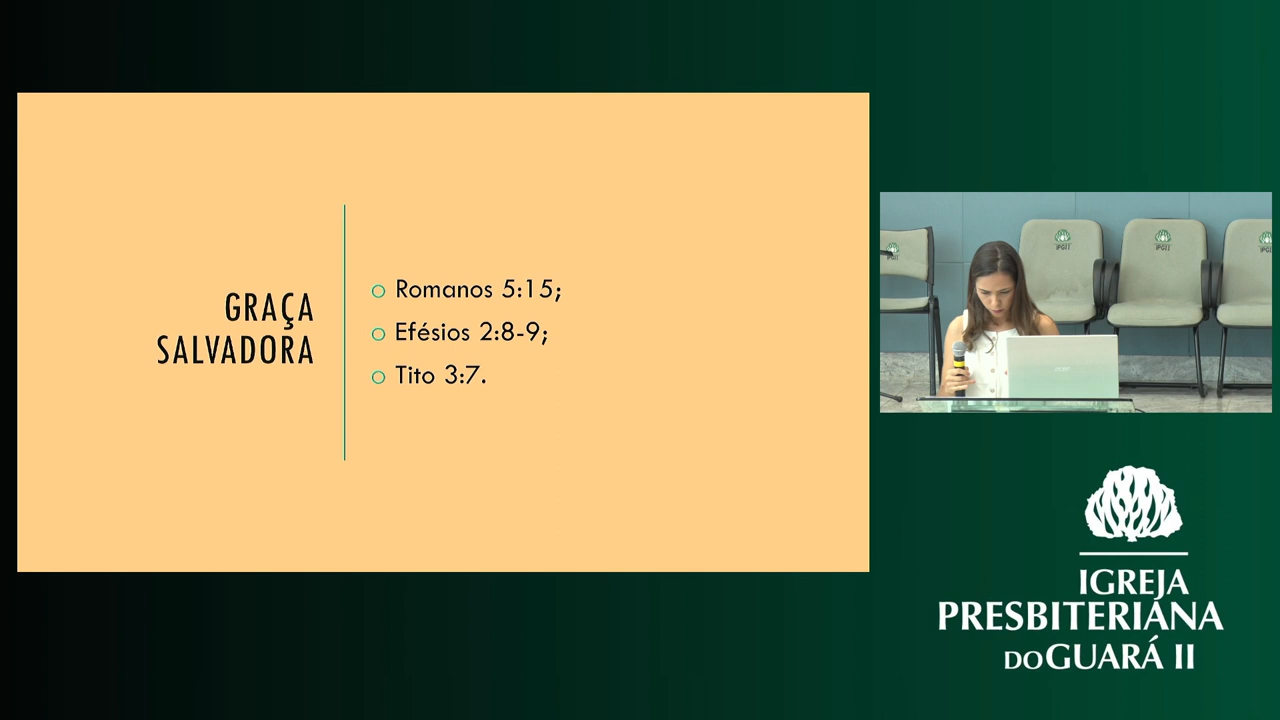 GRAÇA
SALVADORA
Romanos 5:15;
Efésios 2:8-9;
Tito 3:7.
IGREJA
PRESBITERIANA
DO GUARÁ II